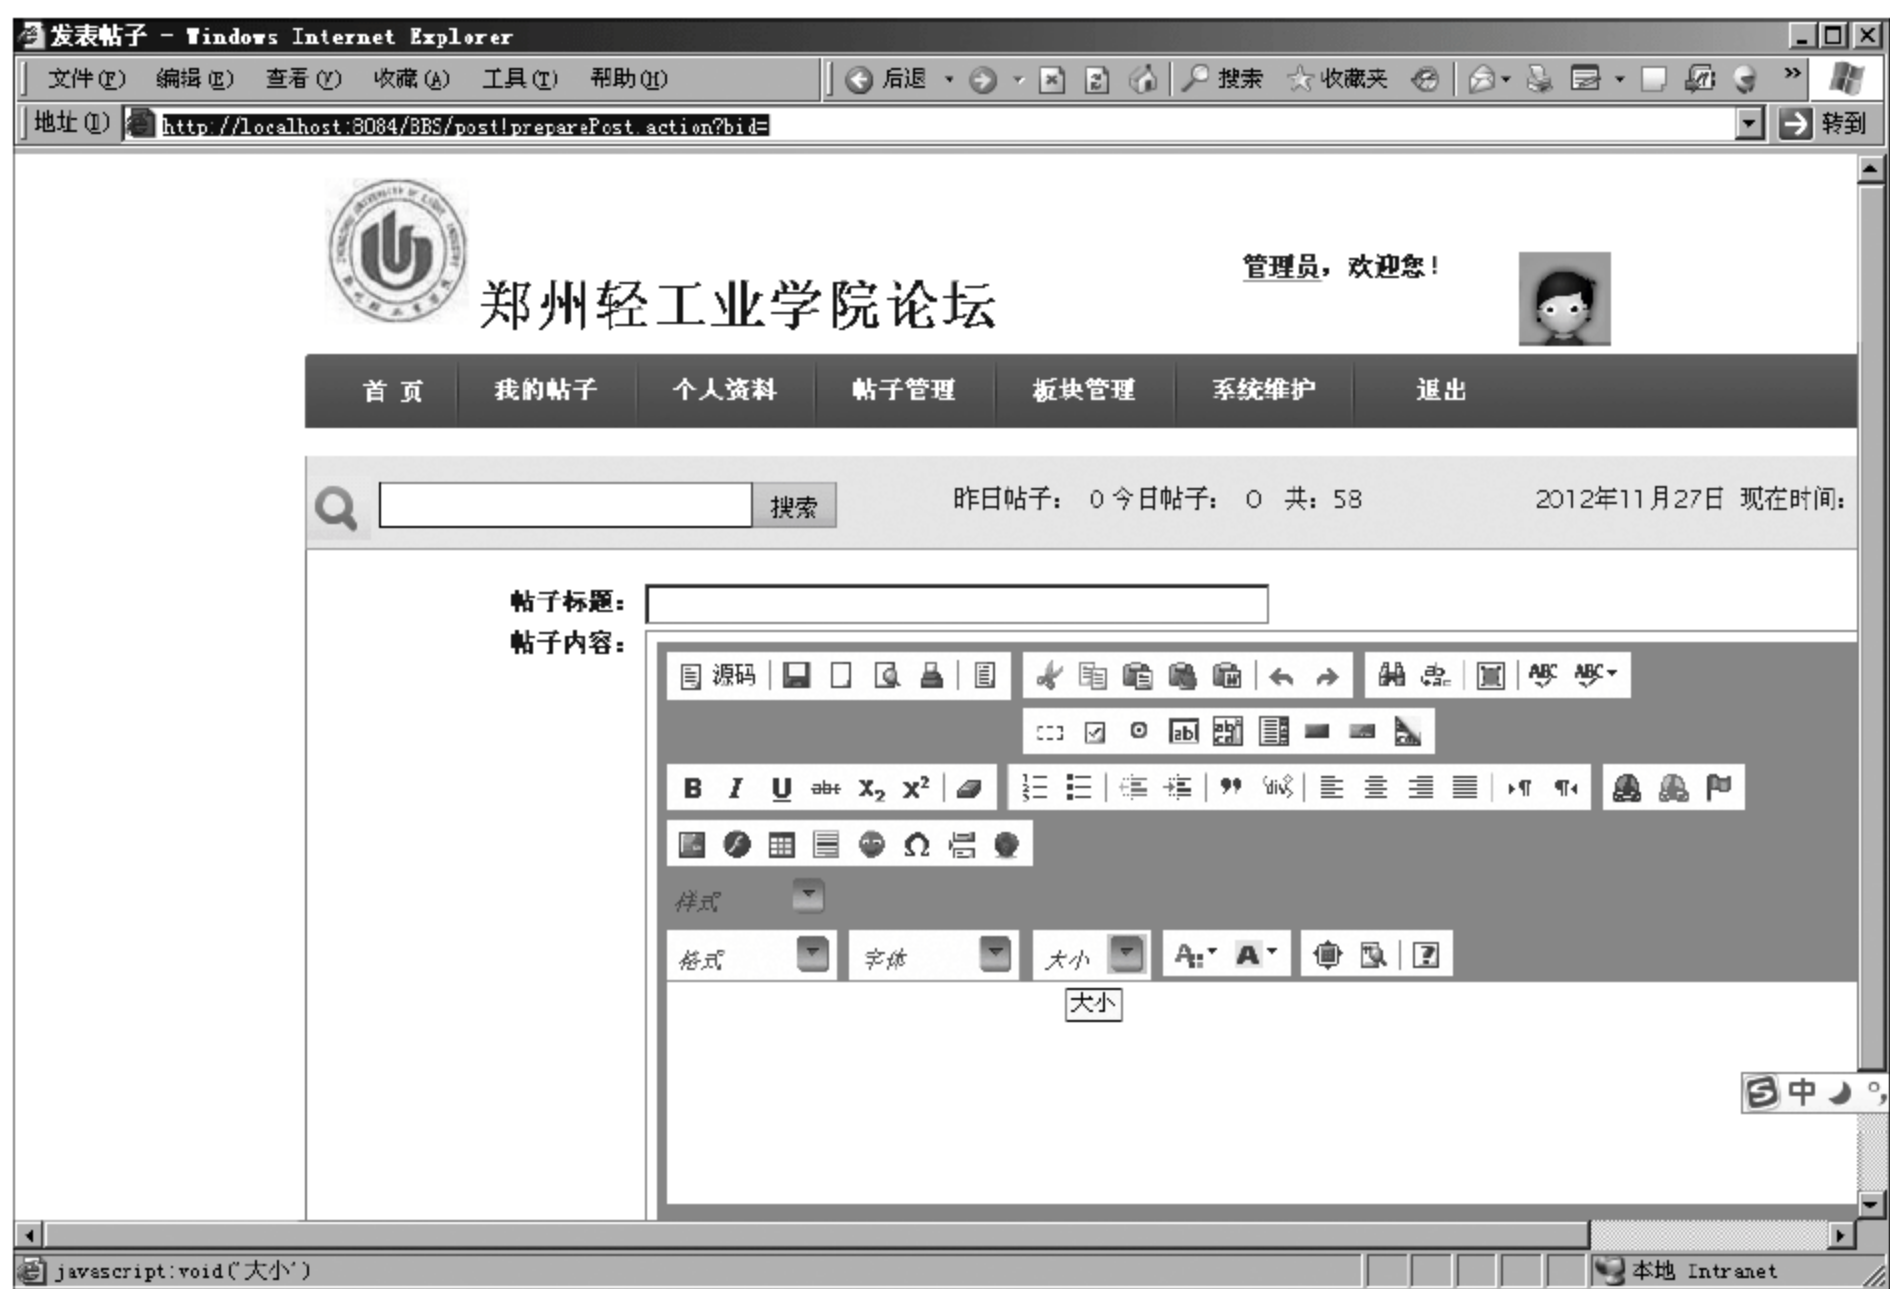 发表帖子 - Windows Internet Explorer
文件(F) 编辑(E) 查看(V) 收藏(A) 工具(T) 帮助(H) 后退 搜索 收藏夹 »
地址(D) http://localhost:8084/BBS/post!preparePost.action?bid= 转到
管理员，欢迎您！
郑州轻工业学院论坛
首 页 我的帖子 个人资料 帖子管理 板块管理 系统维护 退出
搜索 昨日帖子： 0 今日帖子： 0 共：58 2012年11月27日 现在时间：
帖子标题：
帖子内容：
源码 ABC ABC
B I U abc X₂ X² div
Ω
样式
格式 字体 大小 A A ?
大小
中
javascript:void('大小') 本地 Intranet